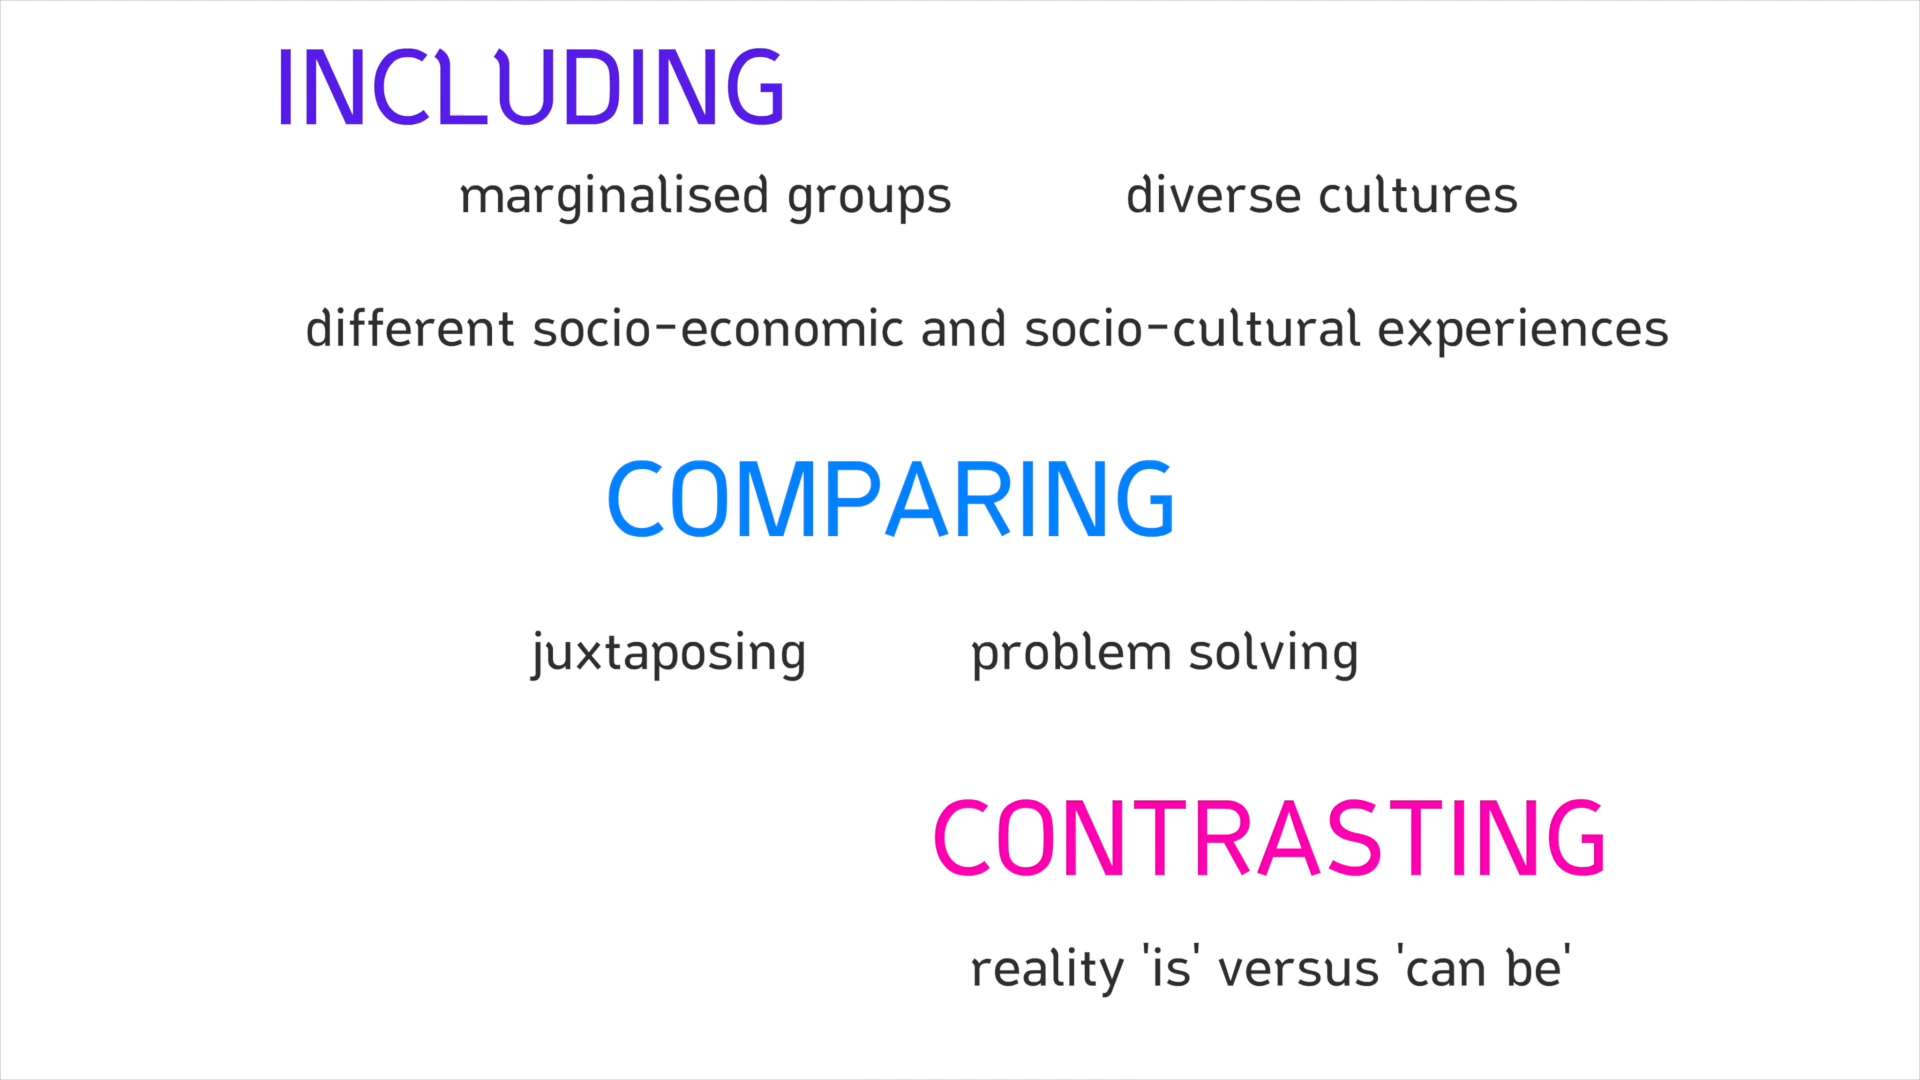 INCLUDING
marginalised groups diverse cultures
different socio-economic and socio-cultural experiences
COMPARING
juxtaposing problem solving
CONTRASTING
reality 'is' versus 'can be'